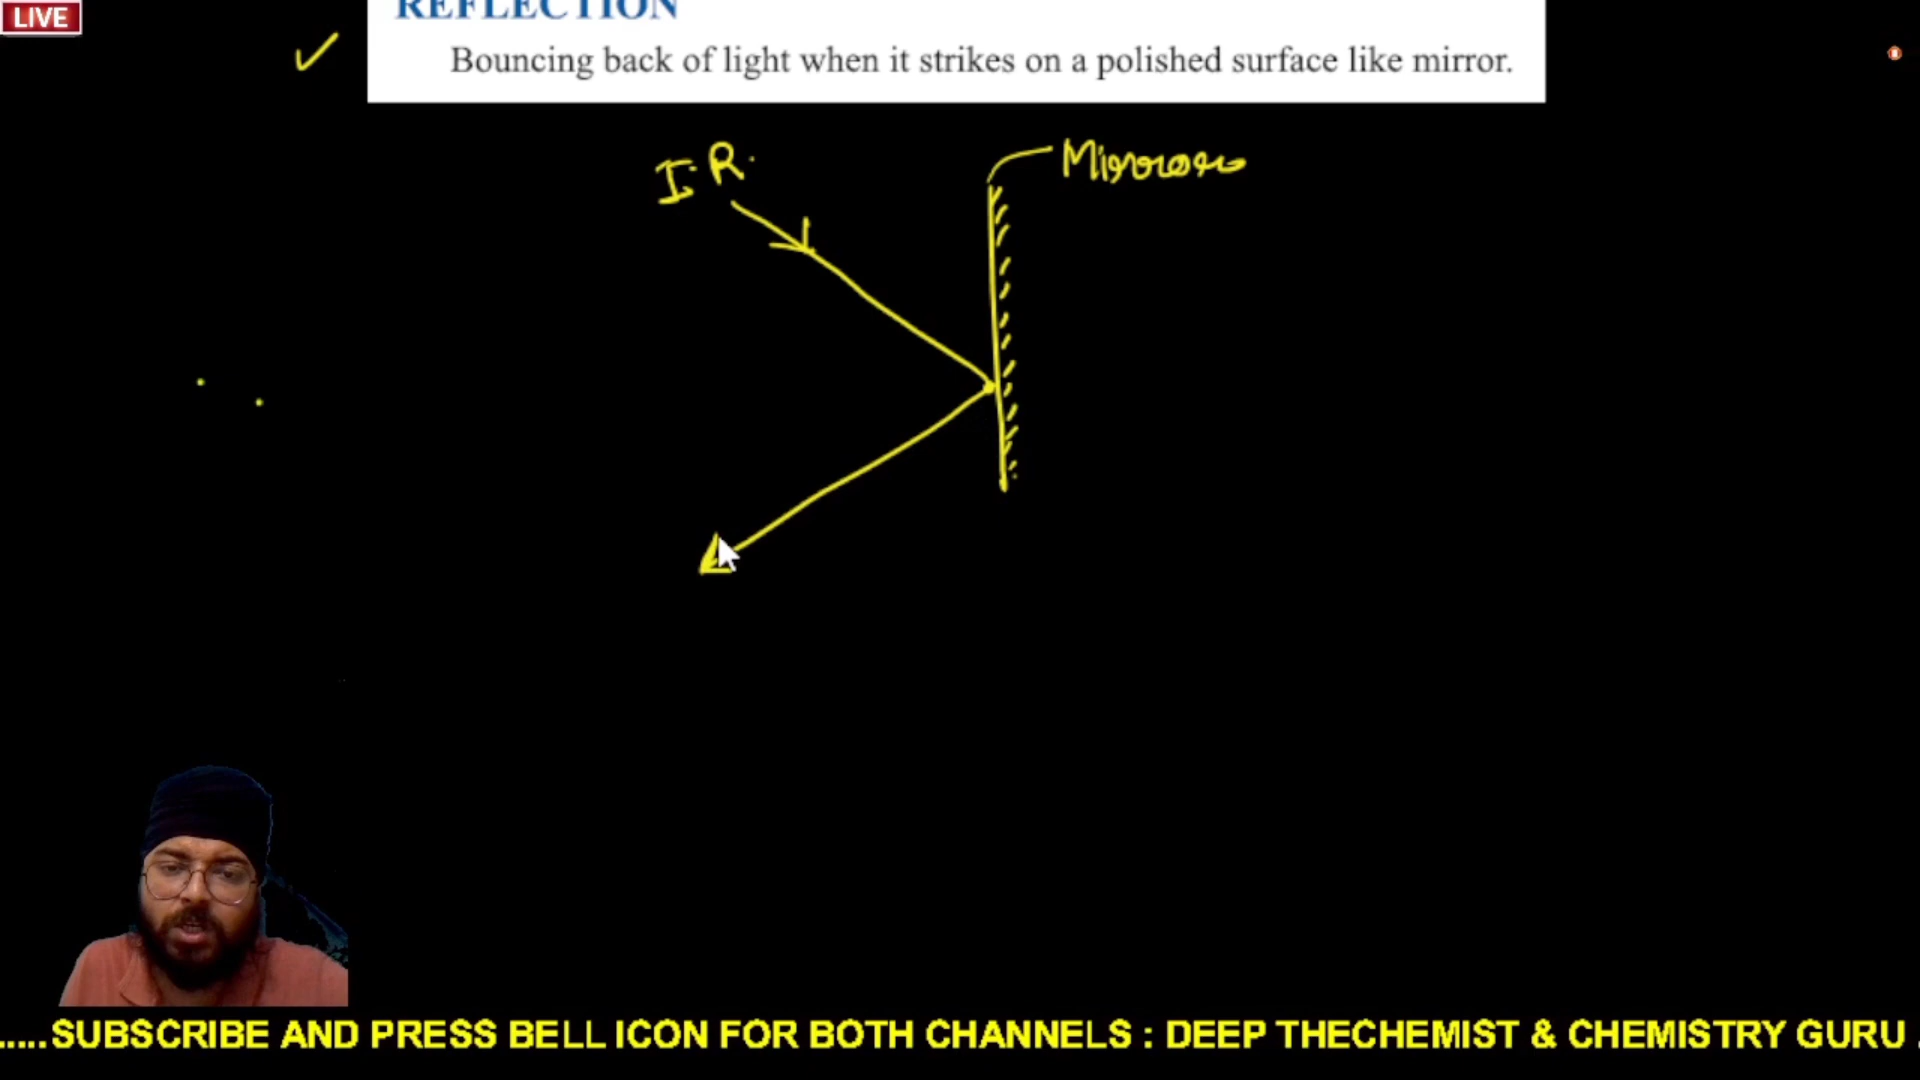 LIVE
REFLECTION
Bouncing back of light when it strikes on a polished surface like mirror.
I.R.
Mirror
.....SUBSCRIBE AND PRESS BELL ICON FOR BOTH CHANNELS : DEEP THECHEMIST & CHEMISTRY GURU .